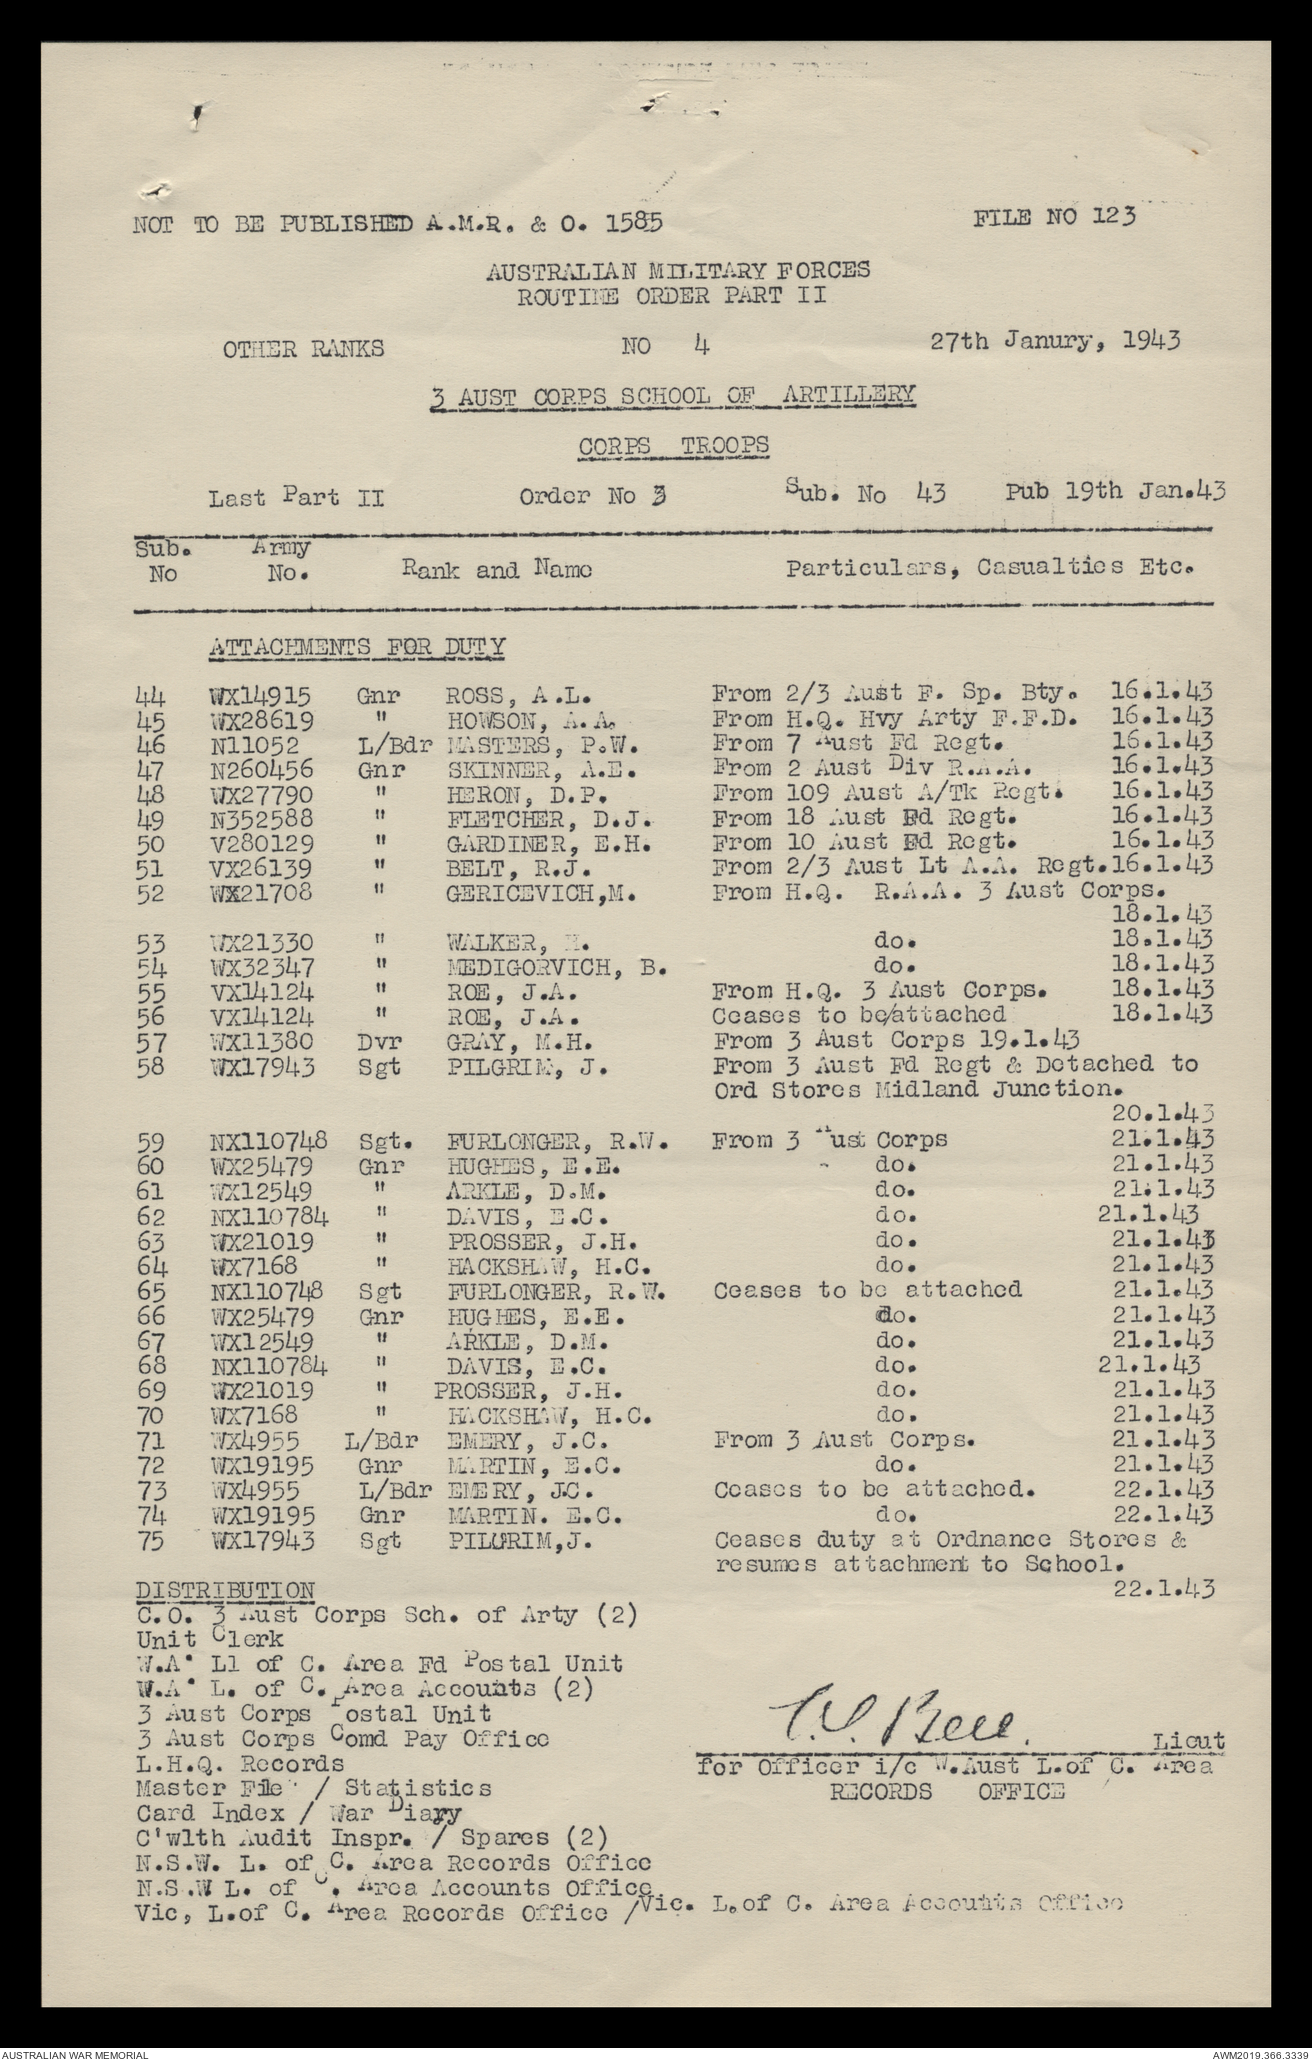 NOT TO BE PUBLISHED A.M.R. & O. 1585 FILE NO 123
AUSTRALIAN MILITARY FORCES
ROUTINE ORDER PART II
OTHER RANKS NO 4 27th Janury, 1943
3 AUST CORPS SCHOOL OF ARTILLERY
CORPS TROOPS
Last Part II Order No 3 Sub. No 43 Pub 19th Jan.43
Sub. Army
No No. Rank and Name Particulars, Casualties Etc.
ATTACHMENTS FOR DUTY
44 WX14915 Gnr ROSS, A.L. From 2/3 Aust F. Sp. Bty. 16.1.43
45 WX28619 " HOWSON, A.A. From H.Q. Hvy Arty F.F.D. 16.1.43
46 N11052 L/Bdr MASTERS, P.W. From 7 Aust Fd Regt. 16.1.43
47 N260456 Gnr SKINNER, A.E. From 2 Aust Div R.A.A. 16.1.43
48 WX27790 " HERON, D.P. From 109 Aust A/Tk Regt. 16.1.43
49 N352588 " FLETCHER, D.J. From 18 Aust Fd Regt. 16.1.43
50 V280129 " GARDINER, E.H. From 10 Aust Fd Regt. 16.1.43
51 VX26139 " BELT, R.J. From 2/3 Aust Lt A.A. Regt.16.1.43
52 WX21708 " GERICEVICH,M. From H.Q. R.A.A. 3 Aust Corps.
18.1.43
53 WX21330 " WALKER, do. 18.1.43
54 WX32347 " MEDIGORVICH, B. do. 18.1.43
55 VX14124 " ROE, J.A. From H.Q. 3 Aust Corps. 18.1.43
56 VX14124 " ROE, J.A. Ceases to be/attached 18.1.43
57 WX11380 Dvr GRAY, M.H. From 3 Aust Corps 19.1.43
58 WX17943 Sgt PILGRIM, J. From 3 Aust Fd Regt & Detached to
Ord Stores Midland Junction.
20.1.43
59 NX110748 Sgt. FURLONGER, R.W. From 3 Aust Corps 21.1.43
60 WX25479 Gnr HUGHES, E.E. do. 21.1.43
61 WX12549 " ARKLE, D.M. do. 21.1.43
62 NX110784 " DAVIS, E.C. do. 21.1.43
63 WX21019 " PROSSER, J.H. do. 21.1.43
64 WX7168 " HACKSHAW, H.C. do. 21.1.43
65 NX110748 Sgt FURLONGER, R.W. Ceases to be attached 21.1.43
66 WX25479 Gnr HUGHES, E.E. do. 21.1.43
67 WX12549 " ARKLE, D.M. do. 21.1.43
68 NX110784 " DAVIS, E.C. do. 21.1.43
69 WX21019 " PROSSER, J.H. do. 21.1.43
70 WX7168 " HACKSHAW, H.C. do. 21.1.43
71 WX4955 L/Bdr EMERY, J.C. From 3 Aust Corps. 21.1.43
72 WX19195 Gnr MARTIN, E.C. do. 21.1.43
73 WX4955 L/Bdr EMERY, J.C. Ceases to be attached. 22.1.43
74 WX19195 Gnr MARTIN. E.C. do. 22.1.43
75 WX17943 Sgt PILGRIM,J. Ceases duty at Ordnance Stores &
resumes attachment to School.
22.1.43
DISTRIBUTION
C.O. 3 Aust Corps Sch. of Arty (2)
Unit Clerk
W.A. Ll of C. Area Fd Postal Unit
W.A. L. of C. Area Accounts (2)
3 Aust Corps Postal Unit
3 Aust Corps Comd Pay Office
L.H.Q. Records
Master File / Statistics
Card Index / War Diary
C'wlth Audit Inspr. / Spares (2)
N.S.W. L. of C. Area Records Office
N.S.W L. of C. Area Accounts Office
Vic, L.of C. Area Records Office /Vic. L.of C. Area Accounts Office
Lieut
for Officer i/c W.Aust L.of C. Area
RECORDS OFFICE
AUSTRALIAN WAR MEMORIAL AWM2019.366.3339